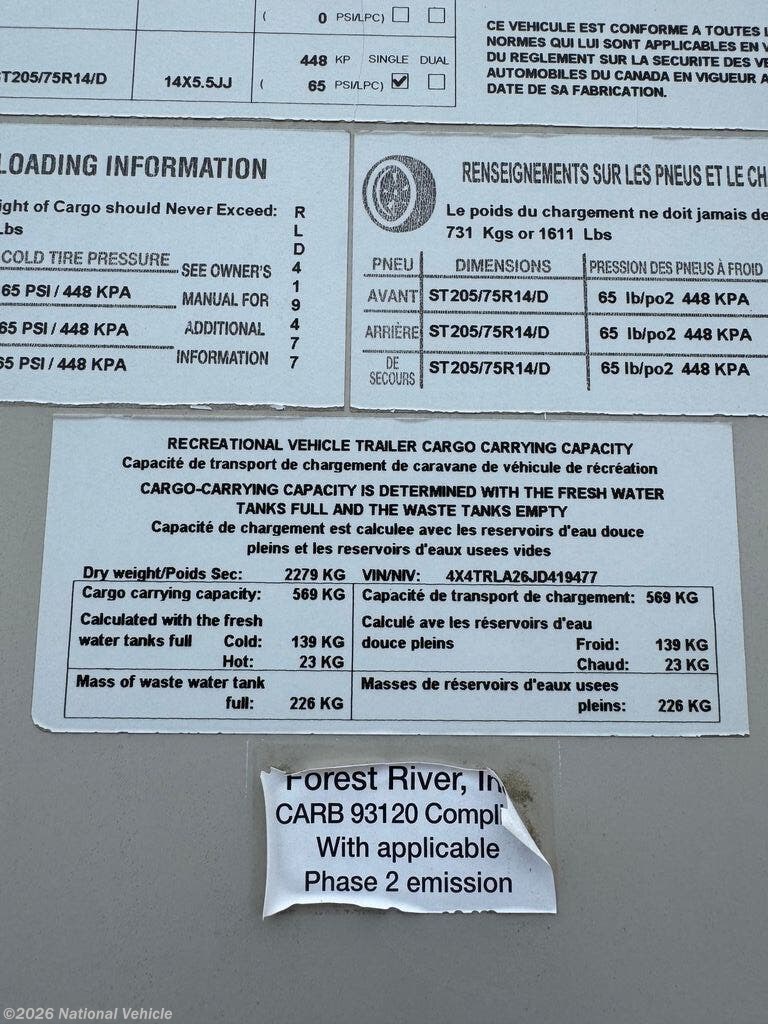 0 PSI/LPC)
ST205/75R14/D 14X5.5JJ 448 KP SINGLE DUAL
( 65 PSI/LPC)
CE VEHICULE EST CONFORME A TOUTES
NORMES QUI LUI SONT APPLICABLES EN
DU REGLEMENT SUR LA SECURITE DES
AUTOMOBILES DU CANADA EN VIGUEUR A
DATE DE SA FABRICATION.
LOADING INFORMATION
of Cargo should Never Exceed:
Lbs
COLD TIRE PRESSURE
65 PSI / 448 KPA
65 PSI / 448 KPA
65 PSI / 448 KPA
SEE OWNER'S
MANUAL FOR
ADDITIONAL
INFORMATION
R
L
D
4
1
9
4
7
7
RENSEIGNEMENTS SUR LES PNEUS ET LE
Le poids du chargement ne doit jamais
731 Kgs or 1611 Lbs
PNEU DIMENSIONS PRESSION DES PNEUS À FROID
AVANT ST205/75R14/D 65 lb/po2 448 KPA
ARRIÈRE ST205/75R14/D 65 lb/po2 448 KPA
DE
SECOURS ST205/75R14/D 65 lb/po2 448 KPA
RECREATIONAL VEHICLE TRAILER CARGO CARRYING CAPACITY
Capacité de transport de chargement de caravane de véhicule de récréation
CARGO-CARRYING CAPACITY IS DETERMINED WITH THE FRESH WATER
TANKS FULL AND THE WASTE TANKS EMPTY
Capacité de chargement est calculee avec les reservoirs d'eau douce
pleins et les reservoirs d'eaux usees vides
Dry weight/Poids Sec: 2279 KG VIN/NIV: 4X4TRLA26JD419477
Cargo carrying capacity: 569 KG Capacité de transport de chargement: 569 KG
Calculated with the fresh Calculé ave les réservoirs d'eau
water tanks full Cold: 139 KG douce pleins Froid: 139 KG
Hot: 23 KG Chaud: 23 KG
Mass of waste water tank Masses de réservoirs d'eaux usees
full: 226 KG pleins: 226 KG
Forest River,
CARB 93120
With applicable
Phase 2 emission
©2026 National Vehicle